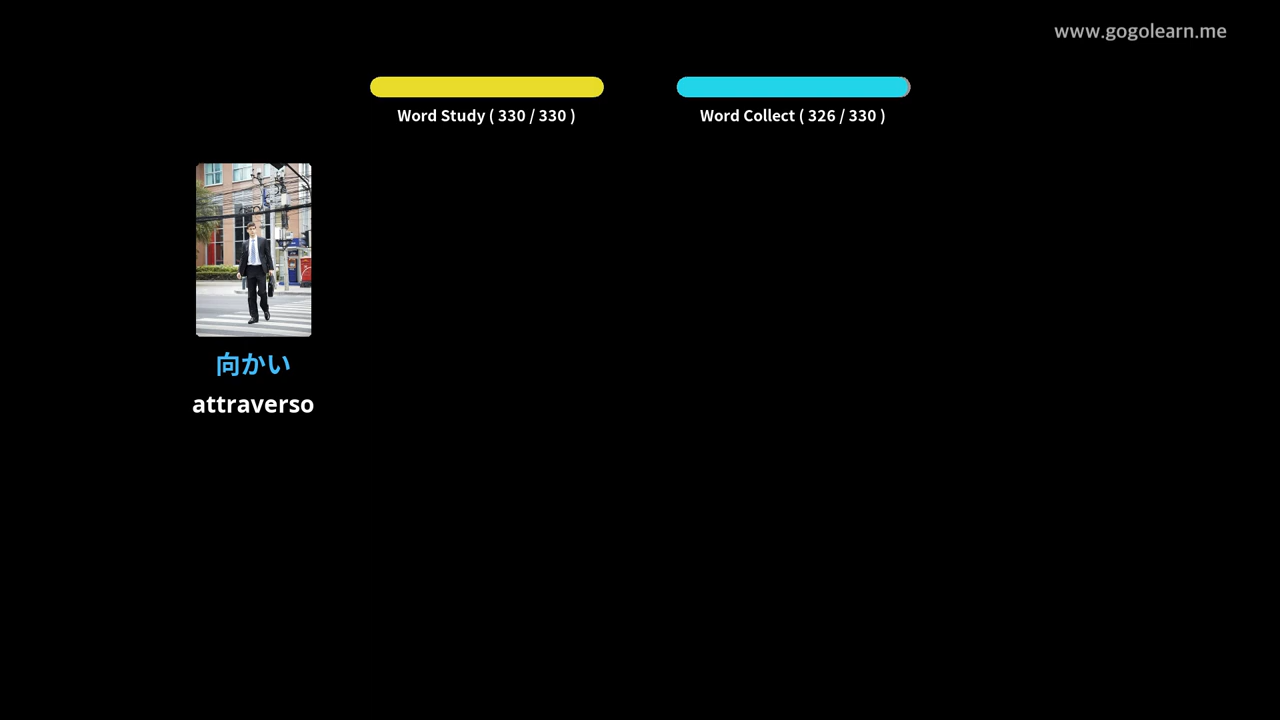 www.gogolearn.me
Word Study ( 330 / 330 )
Word Collect ( 326 / 330 )
向かい
attraverso